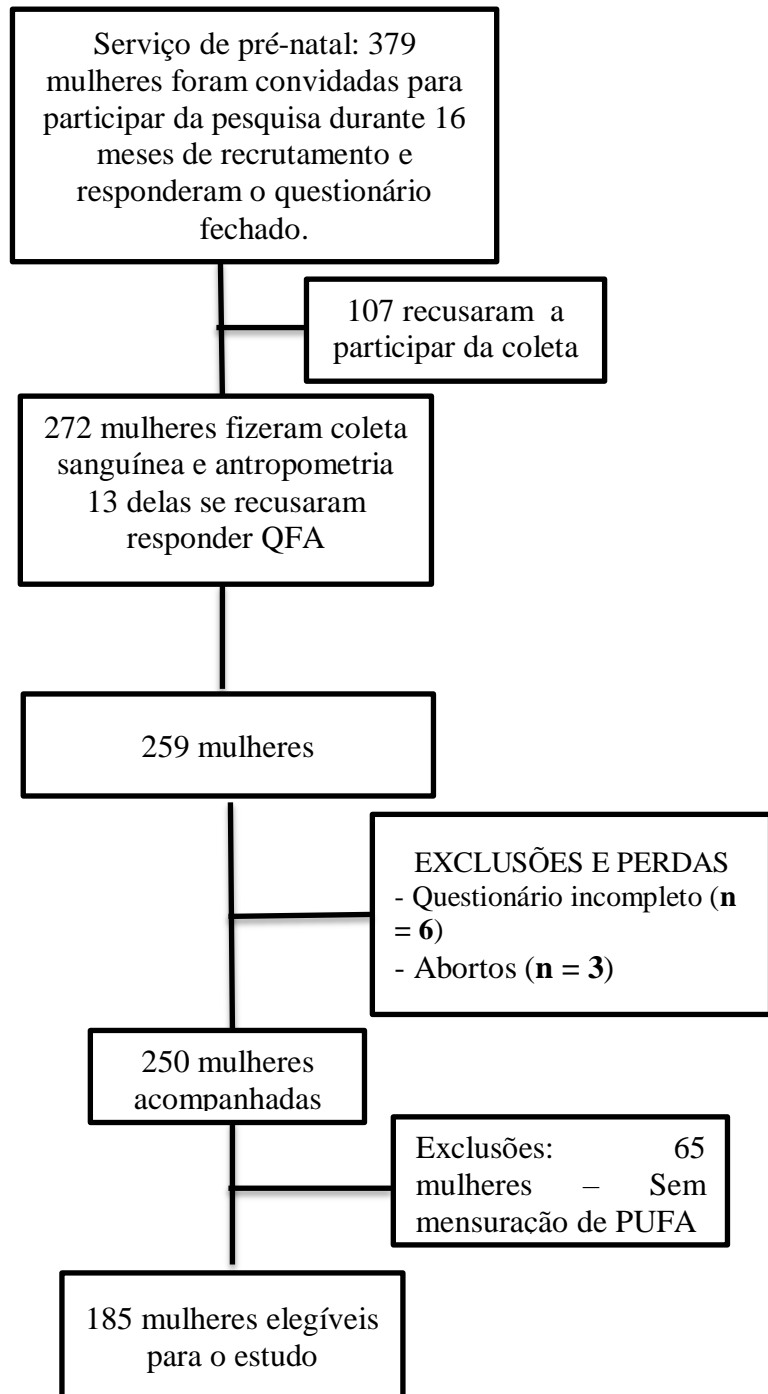 Serviço de pré-natal: 379
mulheres foram convidadas para
participar da pesquisa durante 16
meses de recrutamento e
responderam o questionário
fechado.
107 recusaram a
participar da coleta
272 mulheres fizeram coleta
sanguínea e antropometria
13 delas se recusaram
responder QFA
259 mulheres
EXCLUSÕES E PERDAS
- Questionário incompleto (n
= 6)
- Abortos (n = 3)
250 mulheres
acompanhadas
Exclusões: 65
mulheres – Sem
mensuração de PUFA
185 mulheres elegíveis
para o estudo